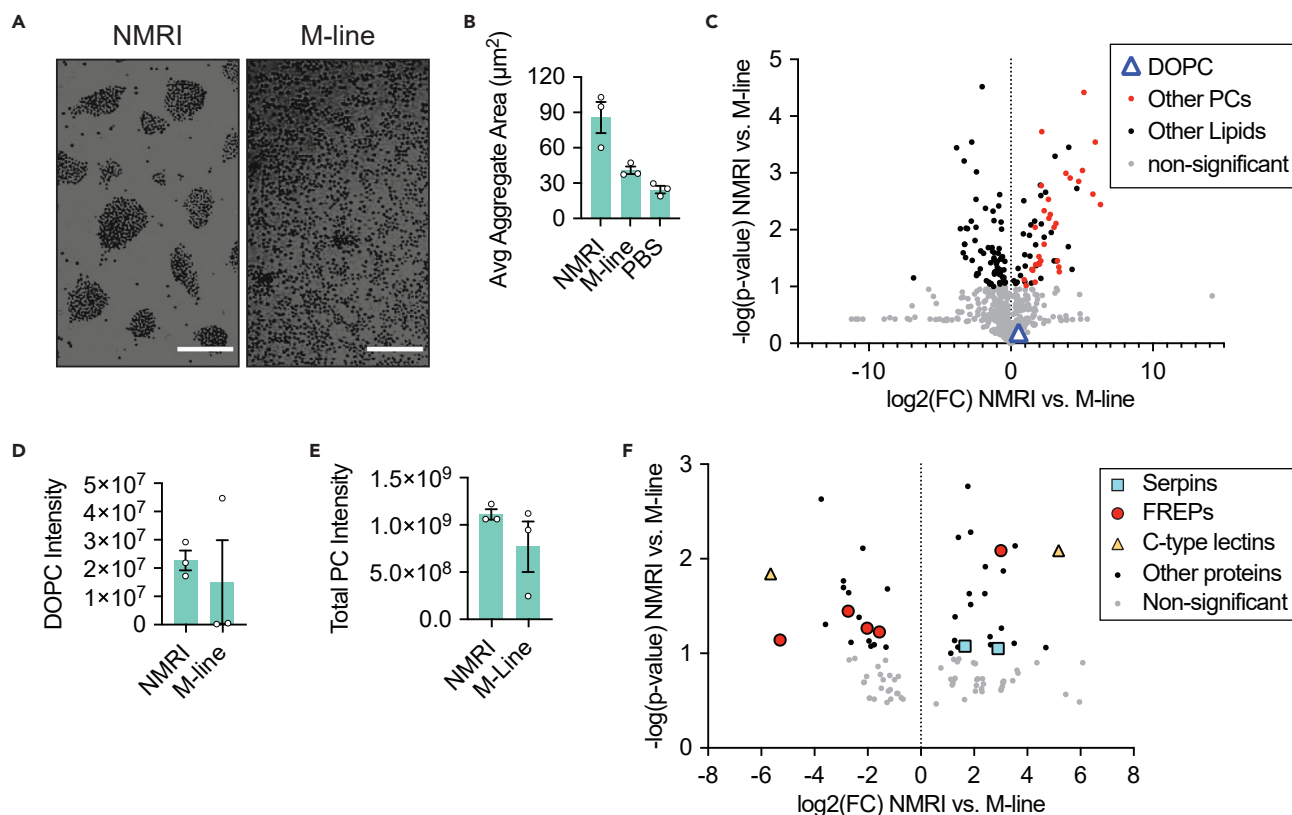 A
NMRI
M-line
B
Avg Aggregate Area (µm²)
120
90
60
30
0
NMRI
M-line
PBS
C
-log(p-value) NMRI vs. M-line
5
4
3
2
1
0
-10
0
10
log2(FC) NMRI vs. M-line
DOPC
Other PCs
Other Lipids
non-significant
D
DOPC Intensity
5×10⁷
4×10⁷
3×10⁷
2×10⁷
1×10⁷
NMRI
M-line
E
Total PC Intensity
1.5×10⁹
1.0×10⁹
5.0×10⁸
0.0
NMRI
M-Line
F
-log(p-value) NMRI vs. M-line
3
2
1
0
-8
-6
-4
-2
0
2
4
6
8
log2(FC) NMRI vs. M-line
Serpins
FREPs
C-type lectins
Other proteins
Non-significant